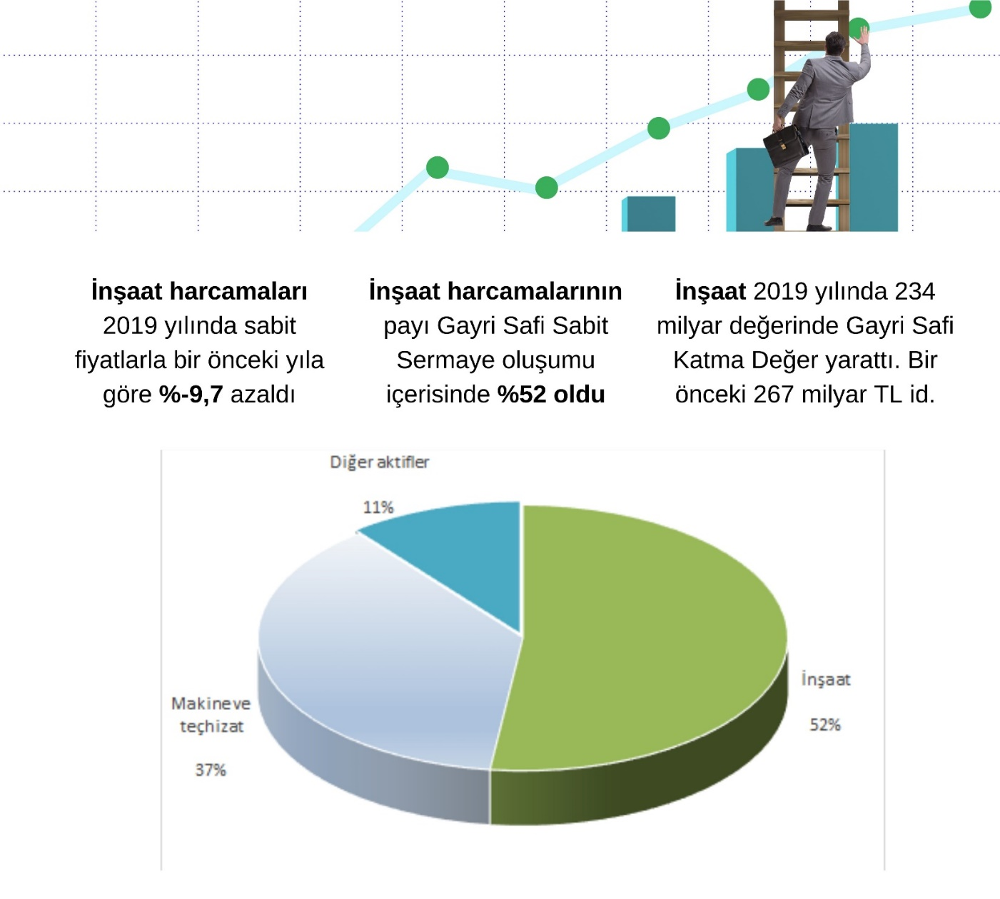 İnşaat harcamaları
2019 yılında sabit
fiyatlarla bir önceki yıla
göre %-9,7 azaldı
İnşaat harcamalarının
payı Gayri Safi Sabit
Sermaye oluşumu
içerisinde %52 oldu
İnşaat 2019 yılında 234
milyar değerinde Gayri Safi
Katma Değer yarattı. Bir
önceki 267 milyar TL id.
Diğer aktifler
11%
İnşaat
52%
Makine ve
teçhizat
37%